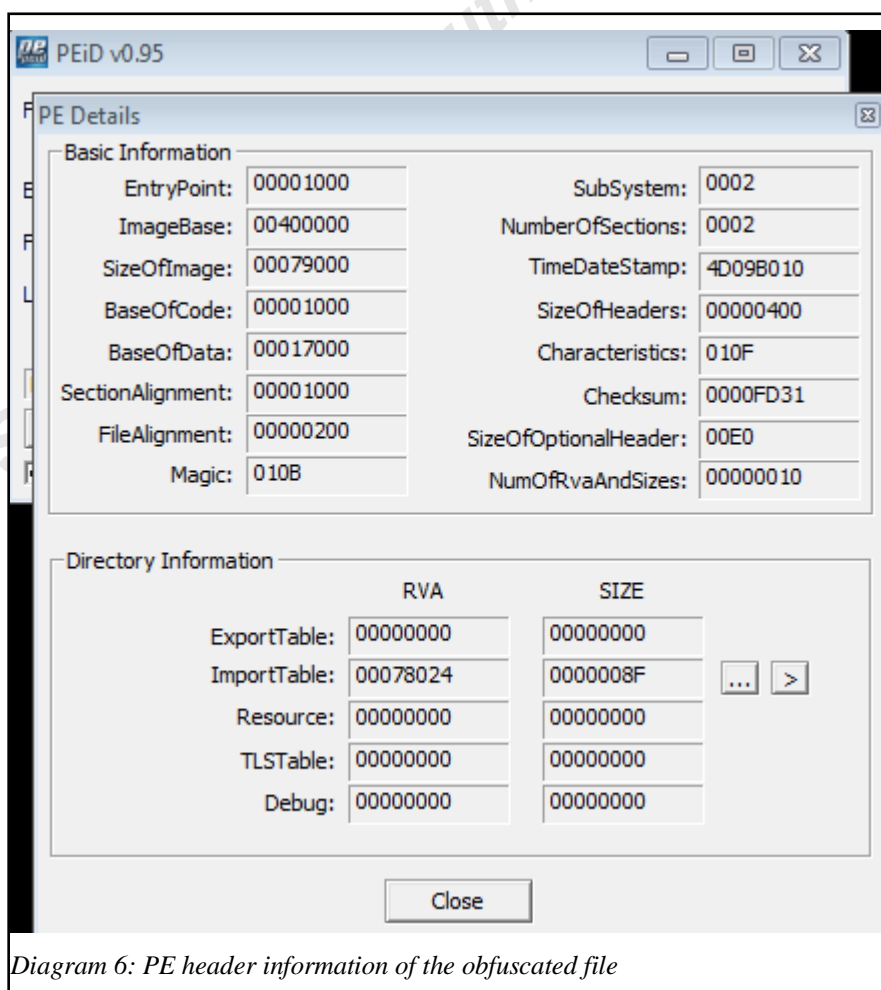 PEiD v0.95
PE Details
Basic Information
EntryPoint: 00001000
SubSystem: 0002
ImageBase: 00400000
NumberOfSections: 0002
SizeOfImage: 00079000
TimeDateStamp: 4D09B010
BaseOfCode: 00001000
SizeOfHeaders: 00000400
BaseOfData: 00017000
Characteristics: 010F
SectionAlignment: 00001000
Checksum: 0000FD31
FileAlignment: 00000200
SizeOfOptionalHeader: 00E0
Magic: 010B
NumOfRvaAndSizes: 00000010
Directory Information
RVA SIZE
ExportTable: 00000000 00000000
ImportTable: 00078024 0000008F ... >
Resource: 00000000 00000000
TLSTable: 00000000 00000000
Debug: 00000000 00000000
Close
Diagram 6: PE header information of the obfuscated file